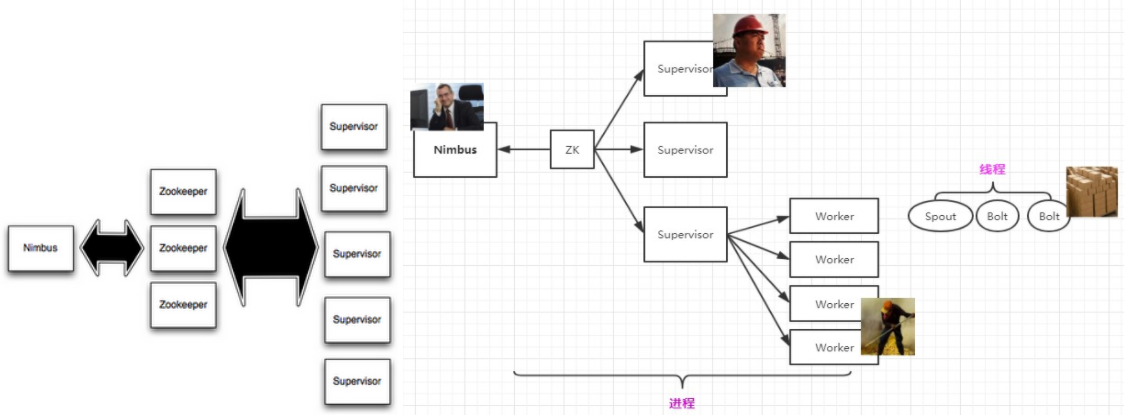 Nimbus
Zookeeper
Zookeeper
Zookeeper
Supervisor
Supervisor
Supervisor
Supervisor
Supervisor
Nimbus
ZK
Supervisor
Supervisor
Supervisor
Worker
Worker
Worker
Worker
进程
线程
Spout
Bolt
Bolt